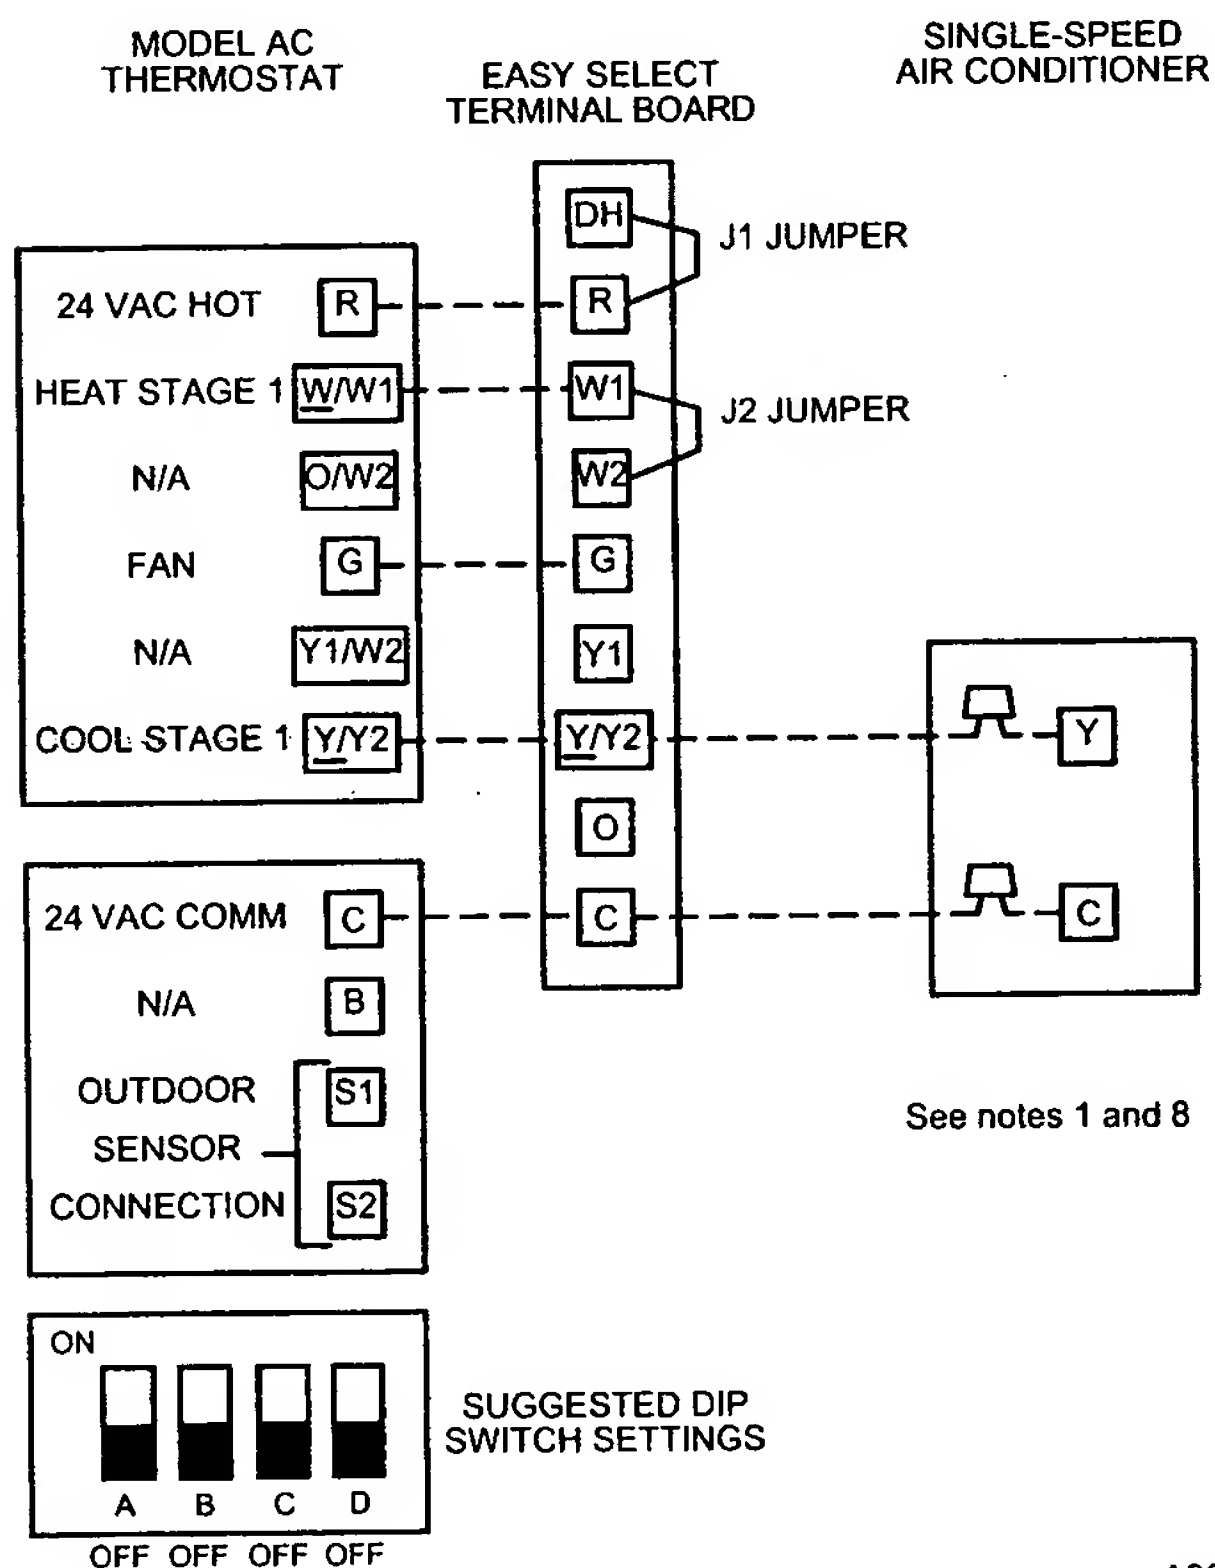 MODEL AC
THERMOSTAT
EASY SELECT
TERMINAL BOARD
SINGLE-SPEED
AIR CONDITIONER
DH
J1 JUMPER
24 VAC HOT R
R
HEAT STAGE 1 W/W1
W1
J2 JUMPER
N/A O/W2
W2
FAN G
G
N/A Y1/W2
Y1
COOL STAGE 1 Y/Y2
Y/Y2
Y
O
24 VAC COMM C
C
C
N/A B
OUTDOOR
SENSOR
CONNECTION
S1
S2
See notes 1 and 8
ON
A B C D
OFF OFF OFF OFF
SUGGESTED DIP
SWITCH SETTINGS